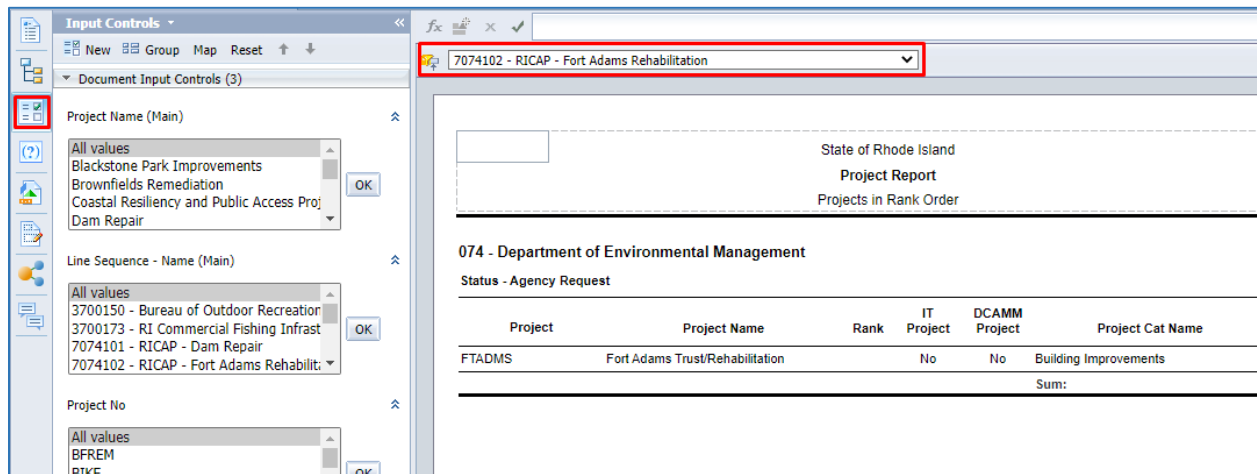 Input Controls
New Group Map Reset
Document Input Controls (3)
Project Name (Main)
All values
Blackstone Park Improvements
Brownfields Remediation
Coastal Resiliency and Public Access Proj
Dam Repair
OK
Line Sequence - Name (Main)
All values
3700150 - Bureau of Outdoor Recreation
3700173 - RI Commercial Fishing Infrast
7074101 - RICAP - Dam Repair
7074102 - RICAP - Fort Adams Rehabilit
OK
Project No
All values
BFREM
BIKE
OK
fx
7074102 - RICAP - Fort Adams Rehabilitation
State of Rhode Island
Project Report
Projects in Rank Order
074 - Department of Environmental Management
Status - Agency Request
Project Project Name Rank IT Project DCAMM Project Project Cat Name
FTADMS Fort Adams Trust/Rehabilitation No No Building Improvements
Sum: